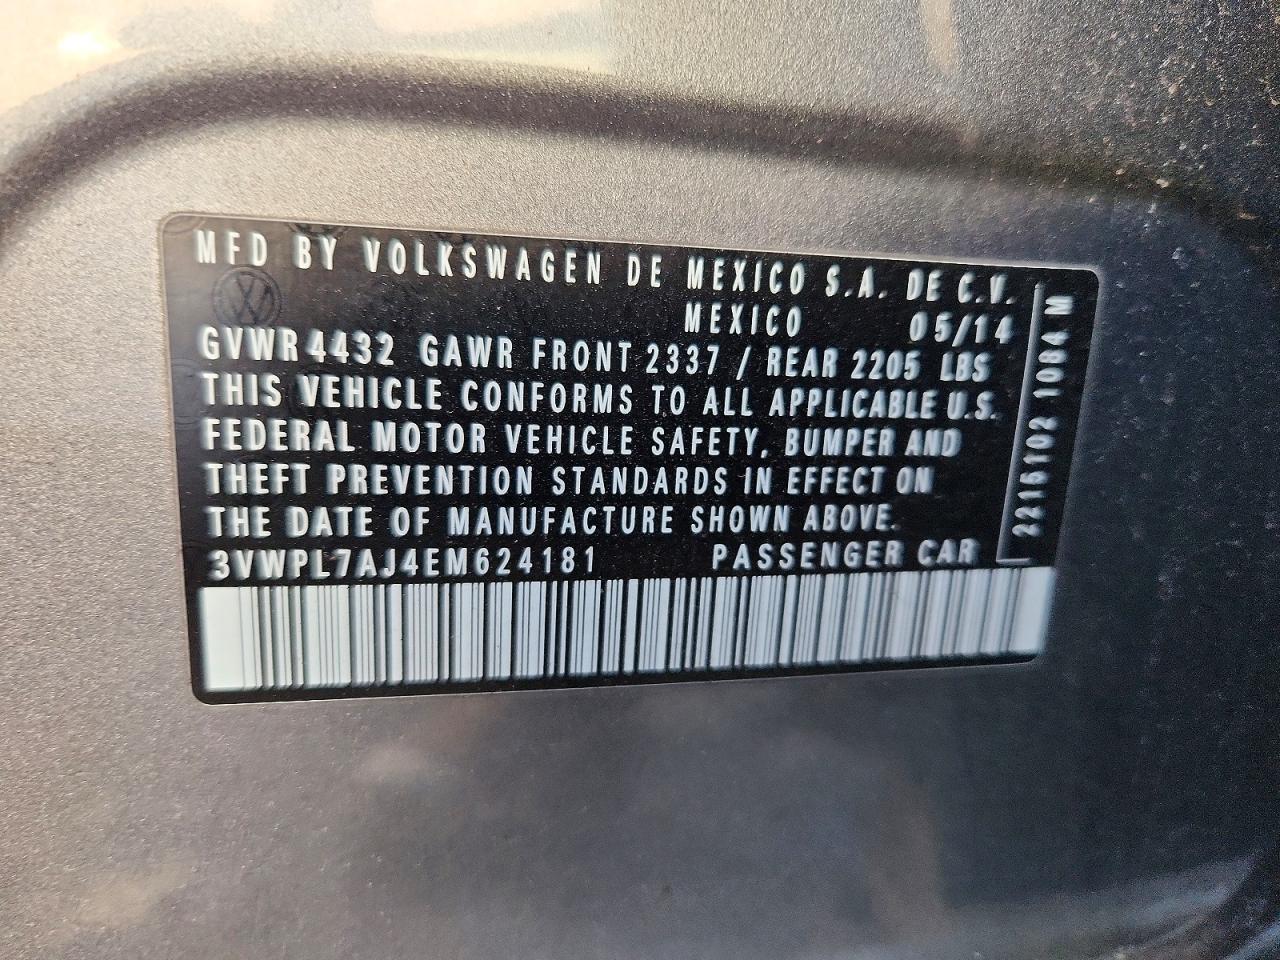 MFD BY VOLKSWAGEN DE MEXICO S.A. DE C.V.
MEXICO 05/14
GVWR 4432 GAWR FRONT 2337 / REAR 2205 LBS
THIS VEHICLE CONFORMS TO ALL APPLICABLE U.S.
FEDERAL MOTOR VEHICLE SAFETY, BUMPER AND
THEFT PREVENTION STANDARDS IN EFFECT ON
THE DATE OF MANUFACTURE SHOWN ABOVE.
3VWPL7AJ4EM624181 PASSENGER CAR
2215102 1084 M